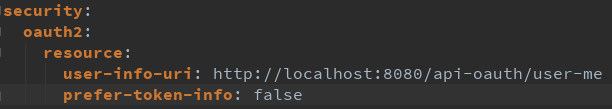 security:
oauth2:
resource:
user-info-uri: http://localhost:8080/api-oauth/user-me
prefer-token-info: false